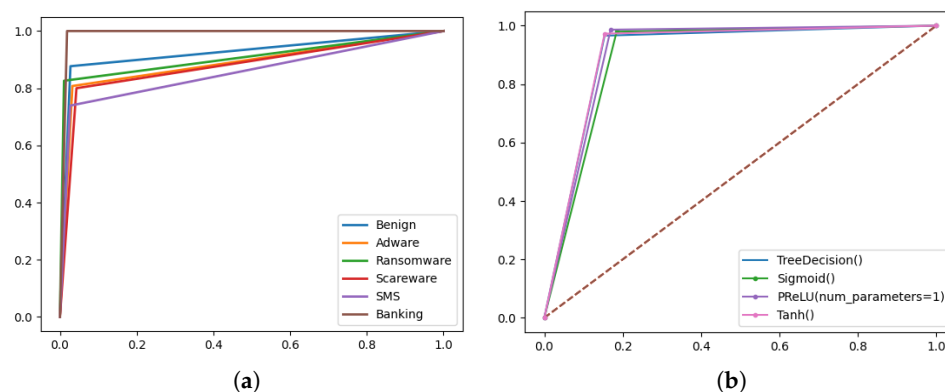 1.0
0.8
0.6
0.4
0.2
0.0
0.0 0.2 0.4 0.6 0.8 1.0
Benign
Adware
Ransomware
Scareware
SMS
Banking
(a)
1.0
0.8
0.6
0.4
0.2
0.0
0.0 0.2 0.4 0.6 0.8 1.0
TreeDecision()
Sigmoid()
PReLU(num_parameters=1)
Tanh()
(b)